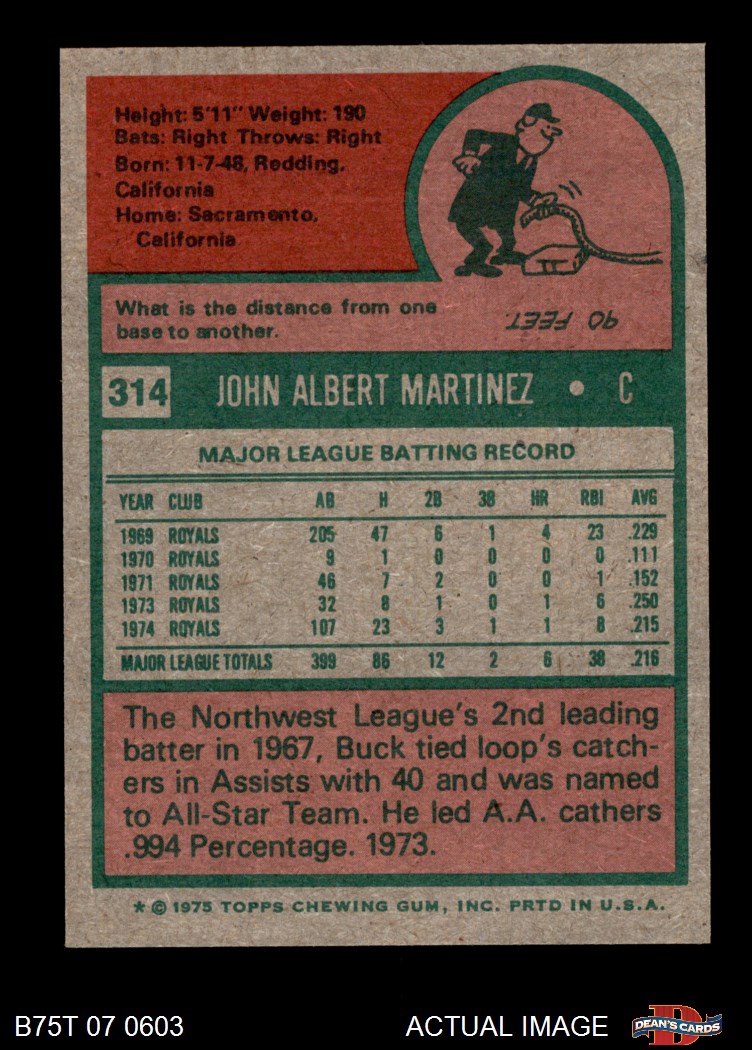 Height: 5'11" Weight: 190
Bats: Right Throws: Right
Born: 11-7-48, Redding,
California
Home: Sacramento,
California
What is the distance from one
base to another.
90 FEET.
314 JOHN ALBERT MARTINEZ • C
MAJOR LEAGUE BATTING RECORD
YEAR CLUB AB H 2B 3B HR RBI AVG
1969 ROYALS 205 47 6 1 4 23 .229
1970 ROYALS 9 1 0 0 0 0 .111
1971 ROYALS 46 7 2 0 0 1 .152
1973 ROYALS 32 8 1 0 1 6 .250
1974 ROYALS 107 23 3 1 1 8 .215
MAJOR LEAGUE TOTALS 399 86 12 2 6 38 .216
The Northwest League's 2nd leading
batter in 1967, Buck tied loop's catch-
ers in Assists with 40 and was named
to All-Star Team. He led A.A. cathers
.994 Percentage. 1973.
* © 1975 TOPPS CHEWING GUM, INC. PRTD IN U.S.A.
B75T 07 0603 ACTUAL IMAGE DEAN'S CARDS